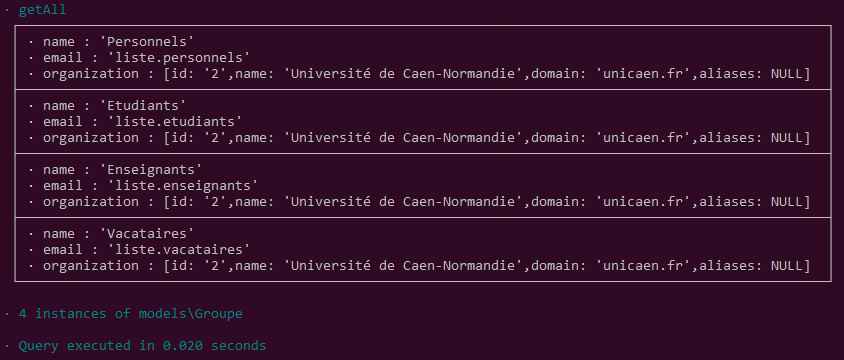 · getAll
· name : 'Personnels'
· email : 'liste.personnels'
· organization : [id: '2',name: 'Université de Caen-Normandie',domain: 'unicaen.fr',aliases: NULL]
· name : 'Etudiants'
· email : 'liste.etudiants'
· organization : [id: '2',name: 'Université de Caen-Normandie',domain: 'unicaen.fr',aliases: NULL]
· name : 'Enseignants'
· email : 'liste.enseignants'
· organization : [id: '2',name: 'Université de Caen-Normandie',domain: 'unicaen.fr',aliases: NULL]
· name : 'Vacataires'
· email : 'liste.vacataires'
· organization : [id: '2',name: 'Université de Caen-Normandie',domain: 'unicaen.fr',aliases: NULL]
· 4 instances of models\Groupe
· Query executed in 0.020 seconds